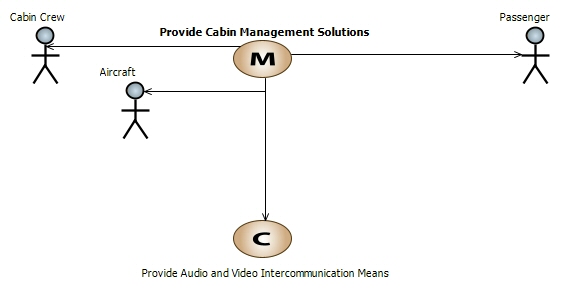 Cabin Crew
Passenger
Provide Cabin Management Solutions
M
Aircraft
C
Provide Audio and Video Intercommunication Means